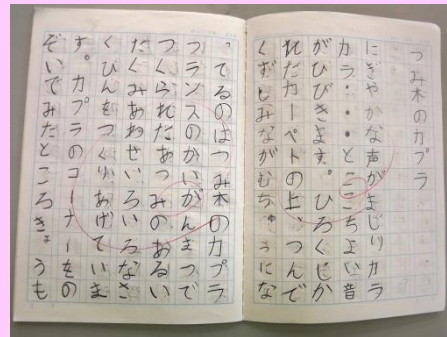 つみ木のカプラ
にぎやかな声がまじりカラ
カラ・・・とここちよい音
がひびきます。ひろくしか
れたカーペットの上、つんで
くずしみながむちゅうにな
ってるのはつみ木のカプラ
フランスのかいがんまつで
つくられたあつみのあるい
たくみあわせいろいろなさ
くひんをつくりあげていま
す。カプラのコーナーをの
ぞいでみたところきょうも